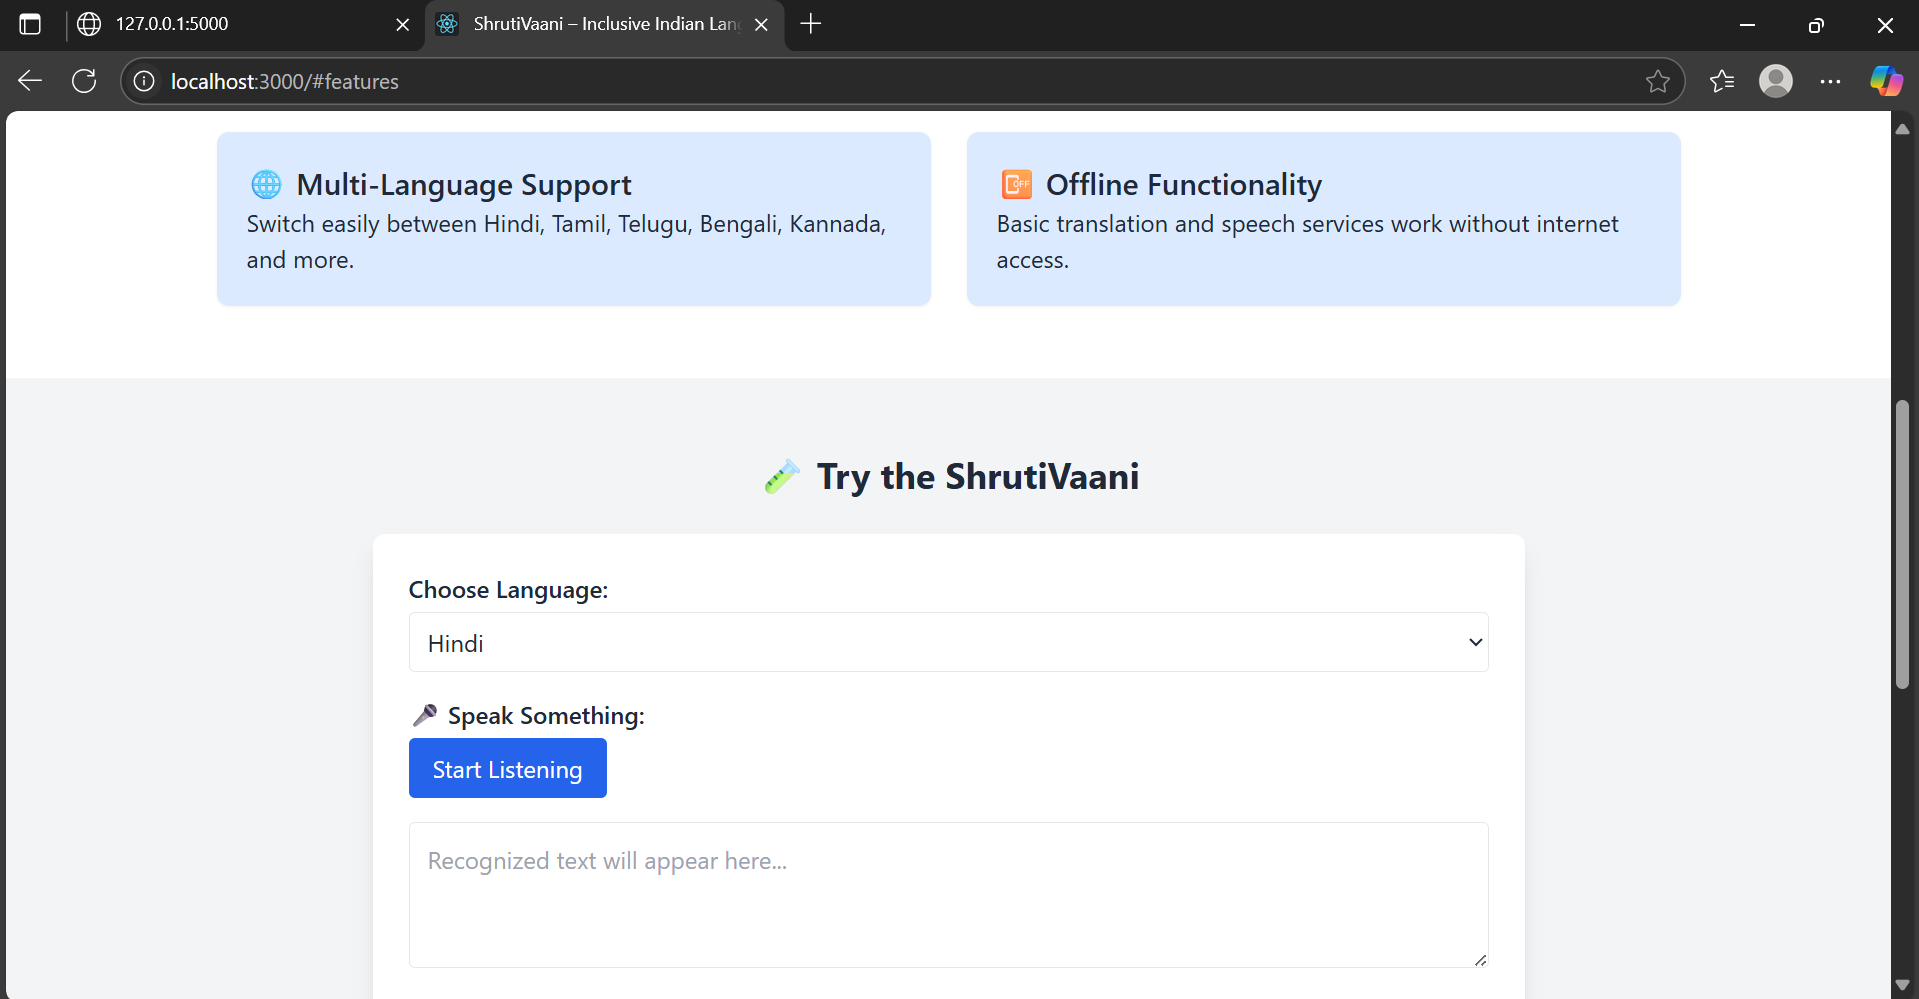 127.0.0.1:5000
ShrutiVaani – Inclusive Indian Lan
localhost:3000/#features
Multi-Language Support
Switch easily between Hindi, Tamil, Telugu, Bengali, Kannada,
and more.
OFF
Offline Functionality
Basic translation and speech services work without internet
access.
Try the ShrutiVaani
Choose Language:
Hindi
Speak Something:
Start Listening
Recognized text will appear here...